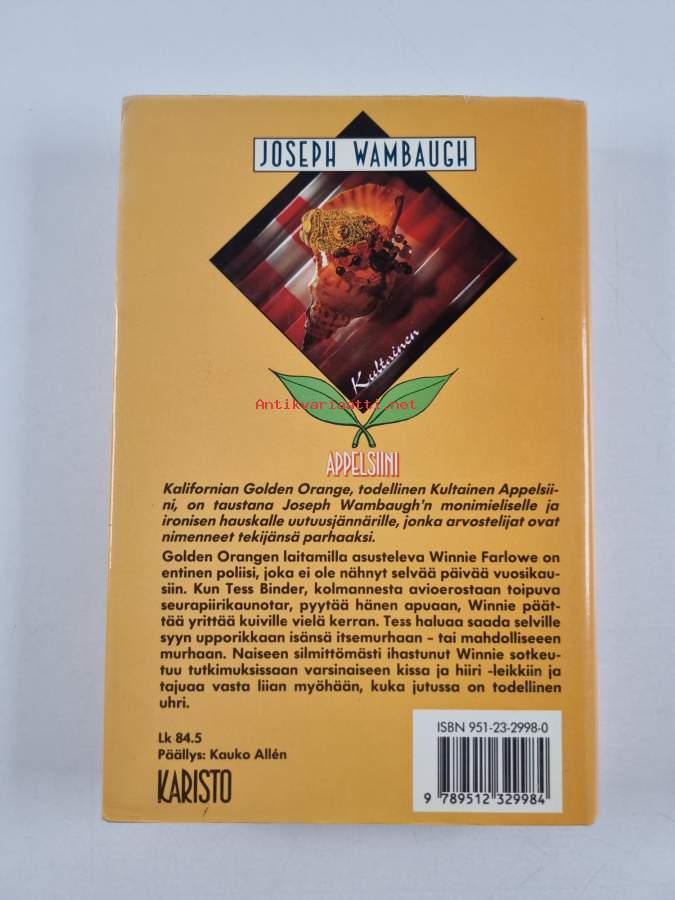 JOSEPH WAMBAUGH
Kultainen
Antikvariaatti.net
APPELSIINI
Kalifornian Golden Orange, todellinen Kultainen Appelsii-
ni, on taustana Joseph Wambaugh'n monimieliselle ja
ironisen hauskalle uutuusjännärille, jonka arvostelijat ovat
nimenneet tekijänsä parhaaksi.
Golden Orangen laitamilla asusteleva Winnie Farlowe on
entinen poliisi, joka ei ole nähnyt selvää päivää vuosikau-
siin. Kun Tess Binder, kolmannesta avioerostaan toipuva
seurapiirikaunotar, pyytää hänen apuaan, Winnie päät-
tää yrittää kuiville vielä kerran. Tess haluaa saada selville
syyn upporikkaan isänsä itsemurhaan – tai mahdolliseeen
murhaan. Naiseen silmittömästi ihastunut Winnie sotkeu-
tuu tutkimuksissaan varsinaiseen kissa ja hiiri -leikkiin ja
tajuaa vasta liian myöhään, kuka jutussa on todellinen
uhri.
Lk 84.5
Päällys: Kauko Allén
KARISTO
ISBN 951-23-2998-0
9 789512 329984